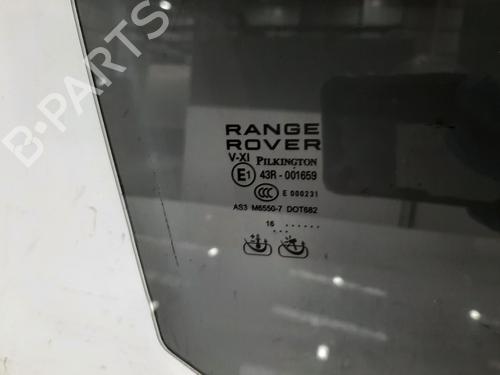 B-PARTS
RANGE
ROVER
V-XI PILKINGTON
E1 43R-001659
CCC E 000231
AS3 M6550-7 DOT682
16